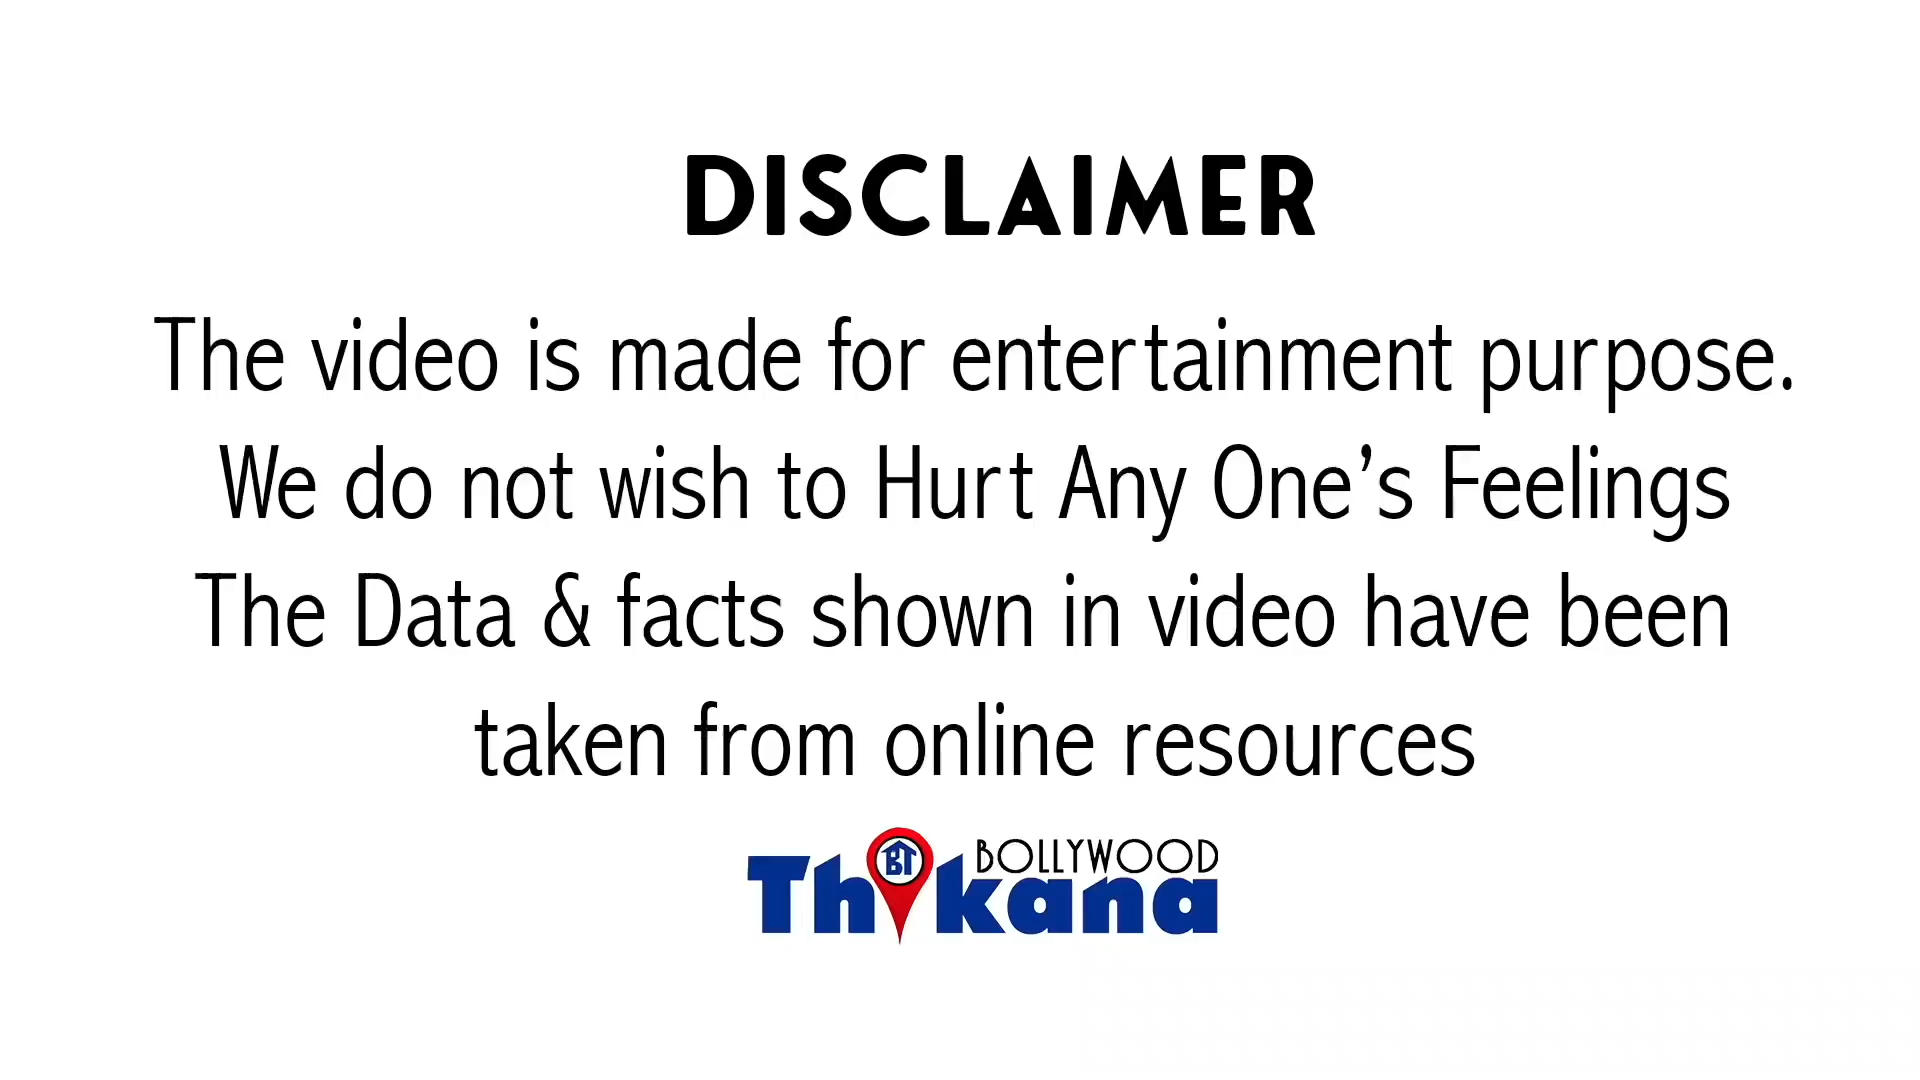 DISCLAIMER
The video is made for entertainment purpose.
We do not wish to Hurt Any One’s Feelings
The Data & facts shown in video have been
taken from online resources
BT BOLLYWOOD
Thikana